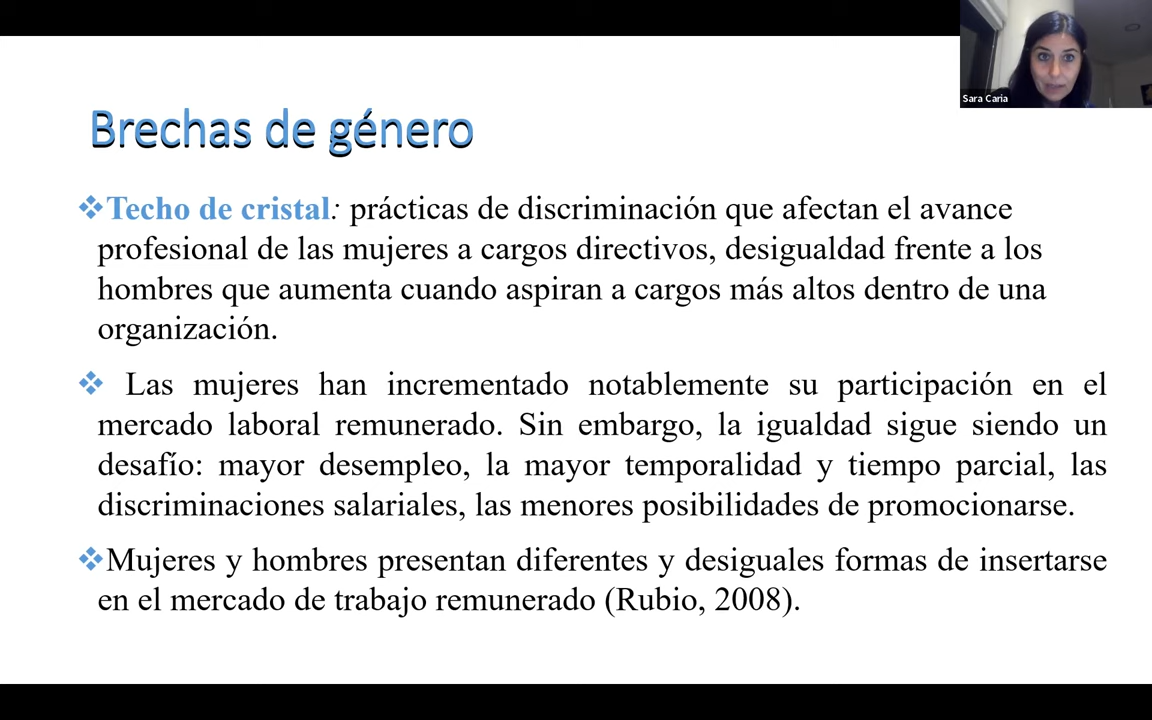 Sara Caria
Brechas de género
Techo de cristal: prácticas de discriminación que afectan el avance
profesional de las mujeres a cargos directivos, desigualdad frente a los
hombres que aumenta cuando aspiran a cargos más altos dentro de una
organización.
Las mujeres han incrementado notablemente su participación en el
mercado laboral remunerado. Sin embargo, la igualdad sigue siendo un
desafío: mayor desempleo, la mayor temporalidad y tiempo parcial, las
discriminaciones salariales, las menores posibilidades de promocionarse.
Mujeres y hombres presentan diferentes y desiguales formas de insertarse
en el mercado de trabajo remunerado (Rubio, 2008).